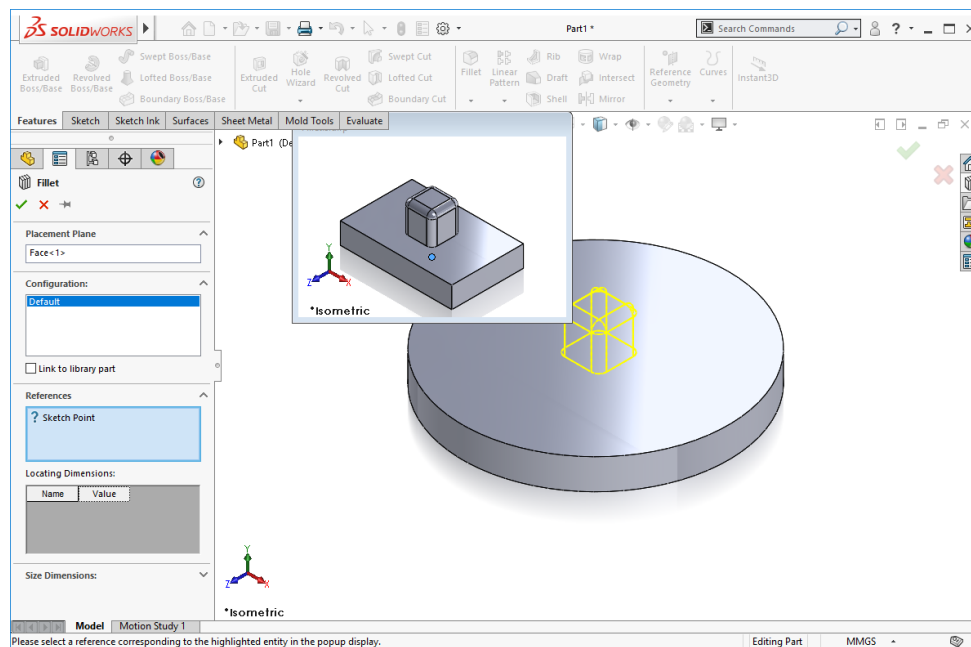 3S SOLIDWORKS
Part1 *
Search Commands
?
Extruded Boss/Base
Revolved Boss/Base
Swept Boss/Base
Lofted Boss/Base
Boundary Boss/Base
Extruded Cut
Hole Wizard
Revolved Cut
Swept Cut
Lofted Cut
Boundary Cut
Fillet
Linear Pattern
Rib
Draft
Shell
Wrap
Intersect
Mirror
Reference Geometry
Curves
Instant3D
Features Sketch Sketch Ink Surfaces Sheet Metal Mold Tools Evaluate
Part1 (De
Fillet
?
Placement Plane
Face<1>
Configuration:
Default
Link to library part
References
? Sketch Point
Locating Dimensions:
Name Value
Size Dimensions:
Y
Z
X
*Isometric
Y
Z
X
*Isometric
Model Motion Study 1
Please select a reference corresponding to the highlighted entity in the popup display.
Editing Part MMGS